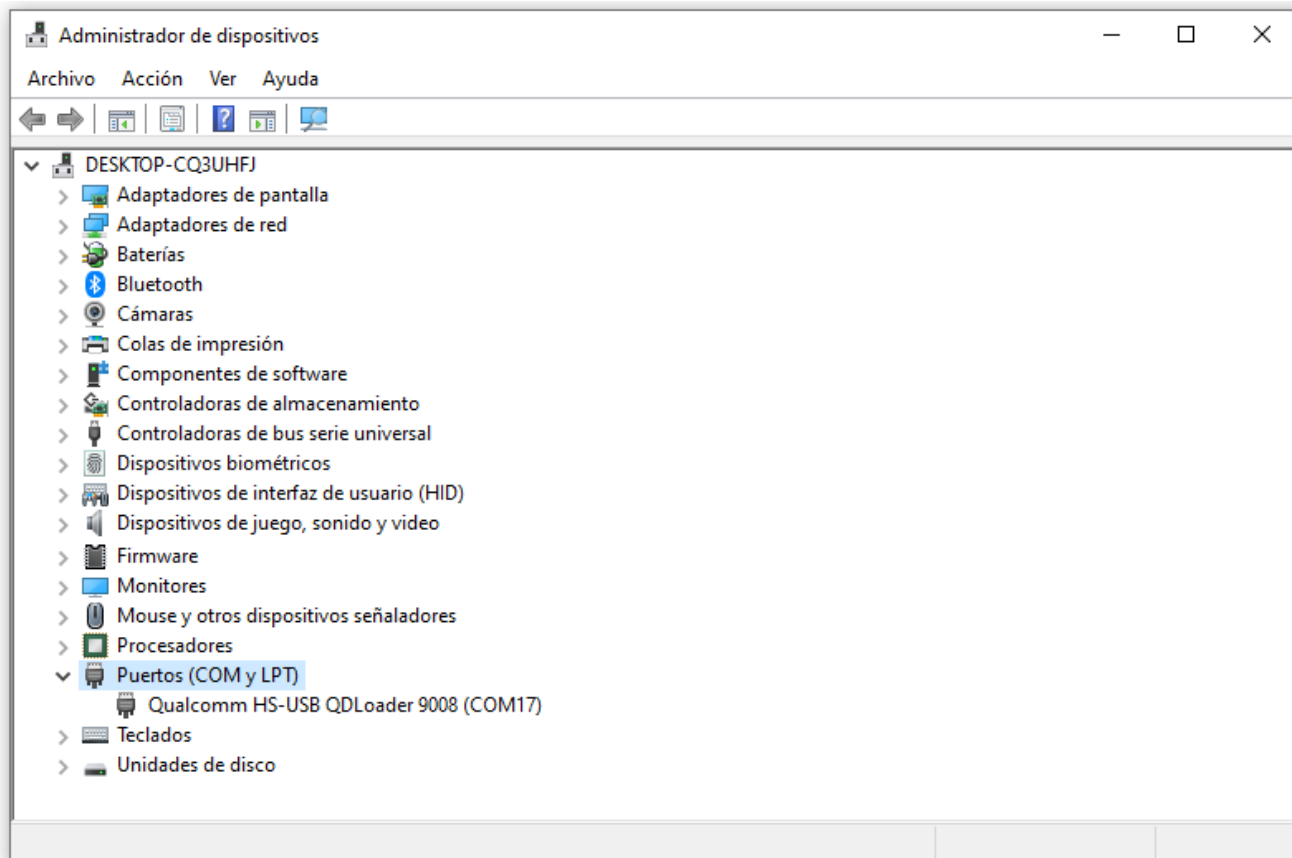 Administrador de dispositivos
Archivo Acción Ver Ayuda
DESKTOP-CQ3UHFJ
Adaptadores de pantalla
Adaptadores de red
Baterías
Bluetooth
Cámaras
Colas de impresión
Componentes de software
Controladoras de almacenamiento
Controladoras de bus serie universal
Dispositivos biométricos
Dispositivos de interfaz de usuario (HID)
Dispositivos de juego, sonido y video
Firmware
Monitores
Mouse y otros dispositivos señaladores
Procesadores
Puertos (COM y LPT)
Qualcomm HS-USB QDLoader 9008 (COM17)
Teclados
Unidades de disco